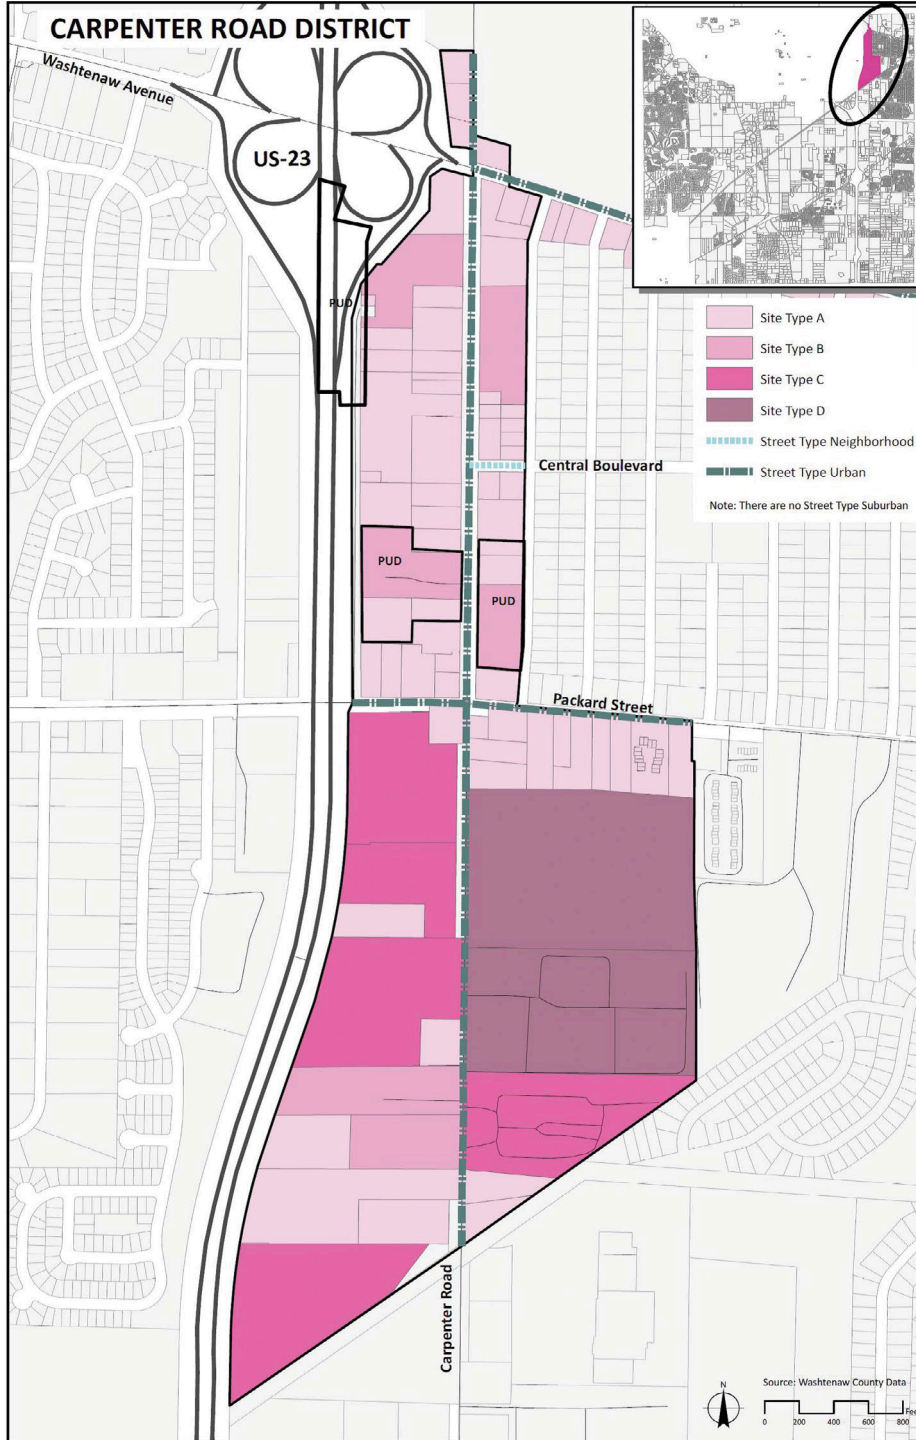 CARPENTER ROAD DISTRICT
Washtenaw Avenue
US-23
PUD
Site Type A
Site Type B
Site Type C
Site Type D
Street Type Neighborhood
Street Type Urban
Note: There are no Street Type Suburban
Central Boulevard
PUD
PUD
Packard Street
Carpenter Road
N
Source: Washtenaw County Data
Fe
0 200 400 600 800